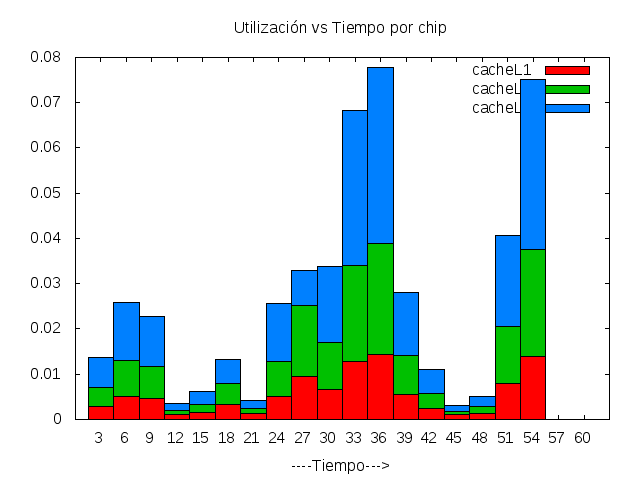 Utilización vs Tiempo por chip
0.08
0.07
0.06
0.05
0.04
0.03
0.02
0.01
0
cacheL1
cacheL
cacheL
3 6 9 12 15 18 21 24 27 30 33 36 39 42 45 48 51 54 57 60
----Tiempo--->